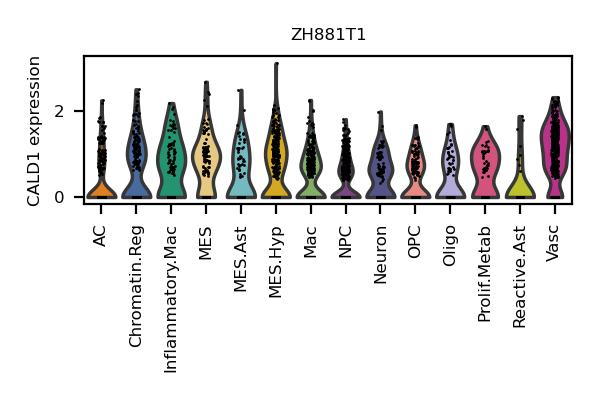 ZH881T1
CALD1 expression
2
0
AC
Chromatin.Reg
Inflammatory.Mac
MES
MES.Ast
MES.Hyp
Mac
NPC
Neuron
OPC
Oligo
Prolif.Metab
Reactive.Ast
Vasc